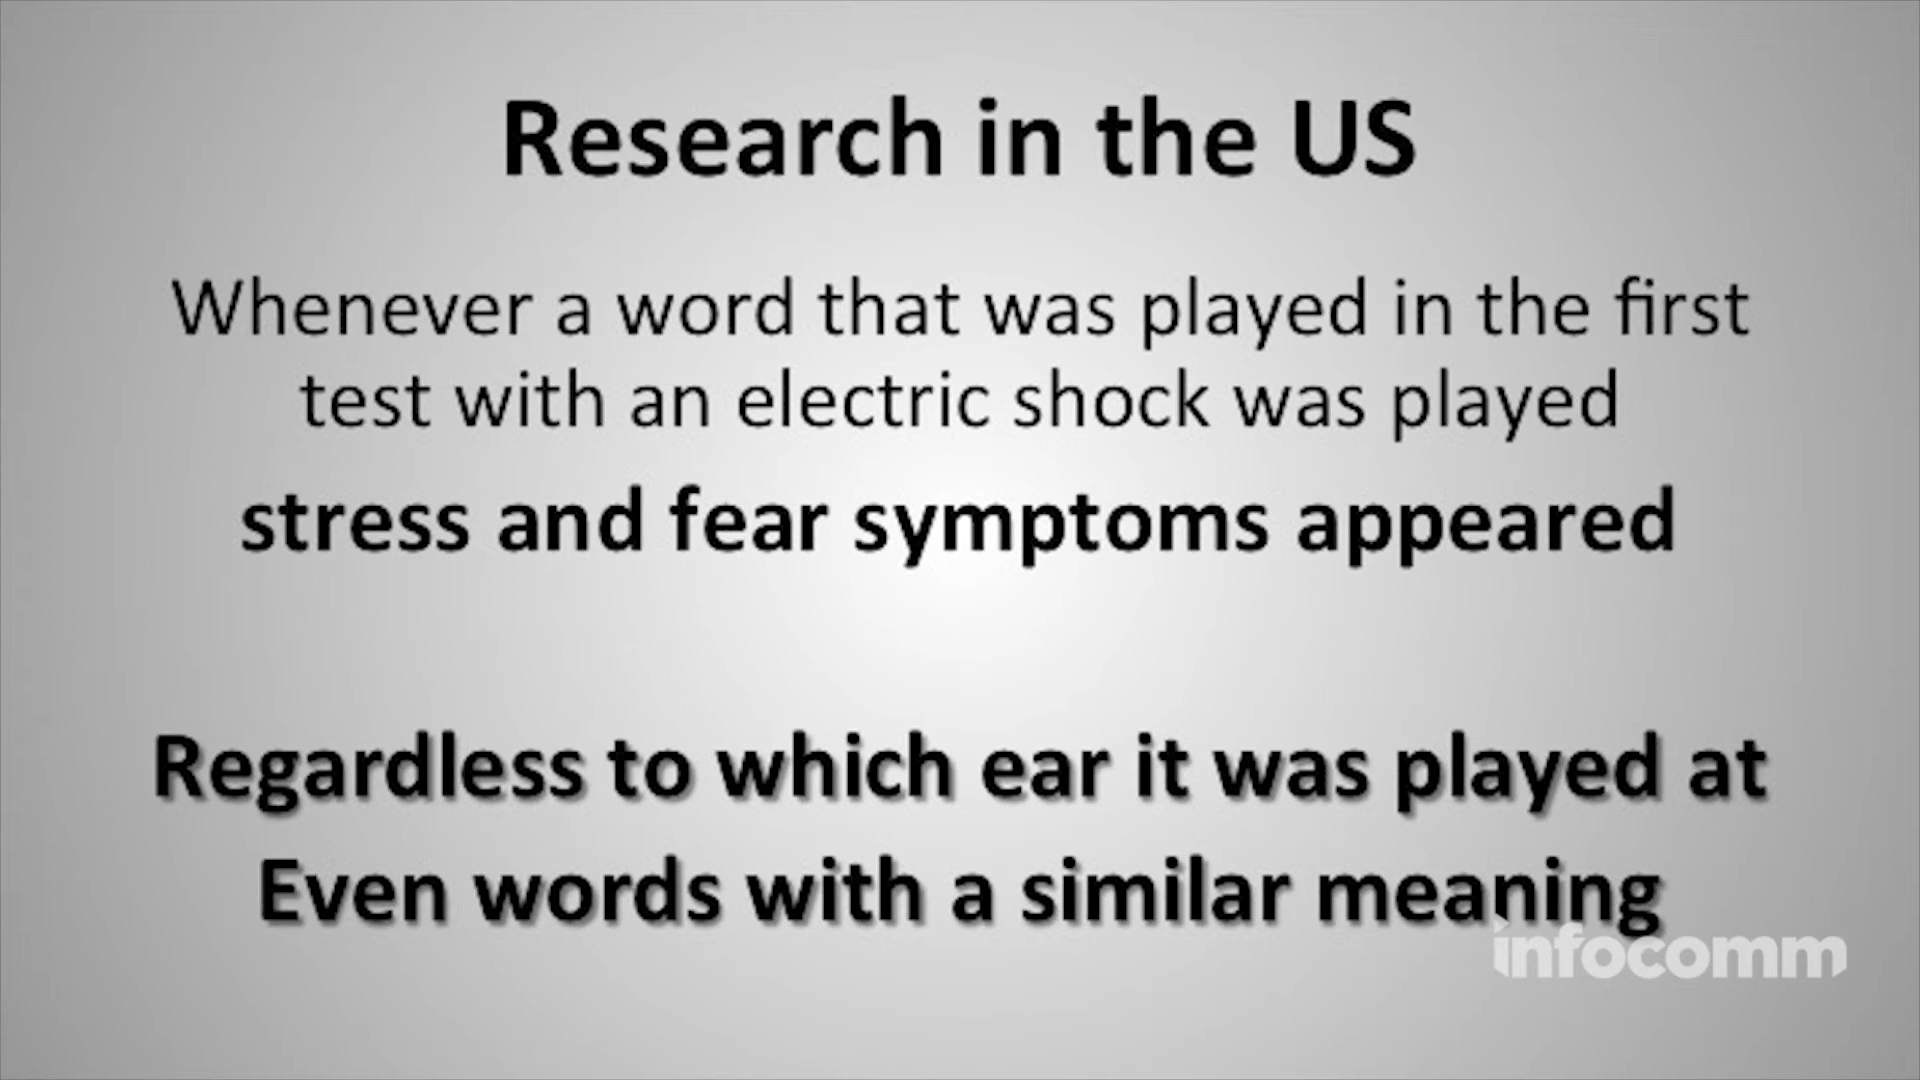 Research in the US
Whenever a word that was played in the first
test with an electric shock was played
stress and fear symptoms appeared
Regardless to which ear it was played at
Even words with a similar meaning
infocomm